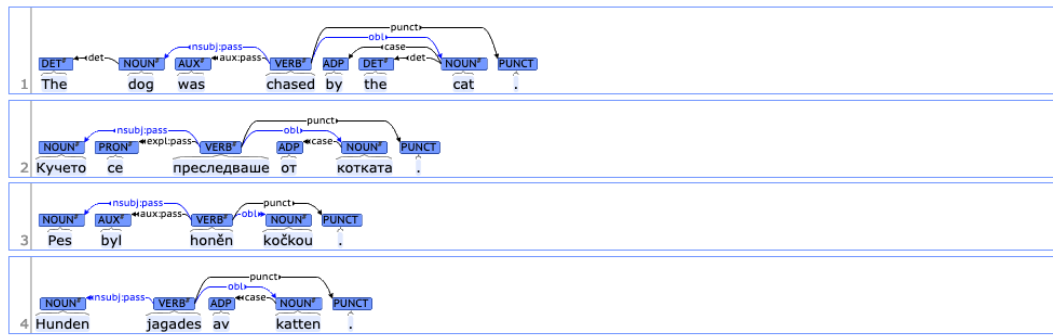 punct
obl
nsubj:pass case
det aux:pass det
DET NOUN AUX VERB ADP DET NOUN PUNCT
1 The dog was chased by the cat .
punct
nsubj:pass obl
expl:pass case
NOUN PRON VERB ADP NOUN PUNCT
2 Кучето се преследваше от котката .
nsubj:pass punct
aux:pass obl
NOUN AUX VERB NOUN PUNCT
3 Pes byl honěn kočkou .
punct
obl
nsubj:pass case
NOUN VERB ADP NOUN PUNCT
4 Hunden jagades av katten .